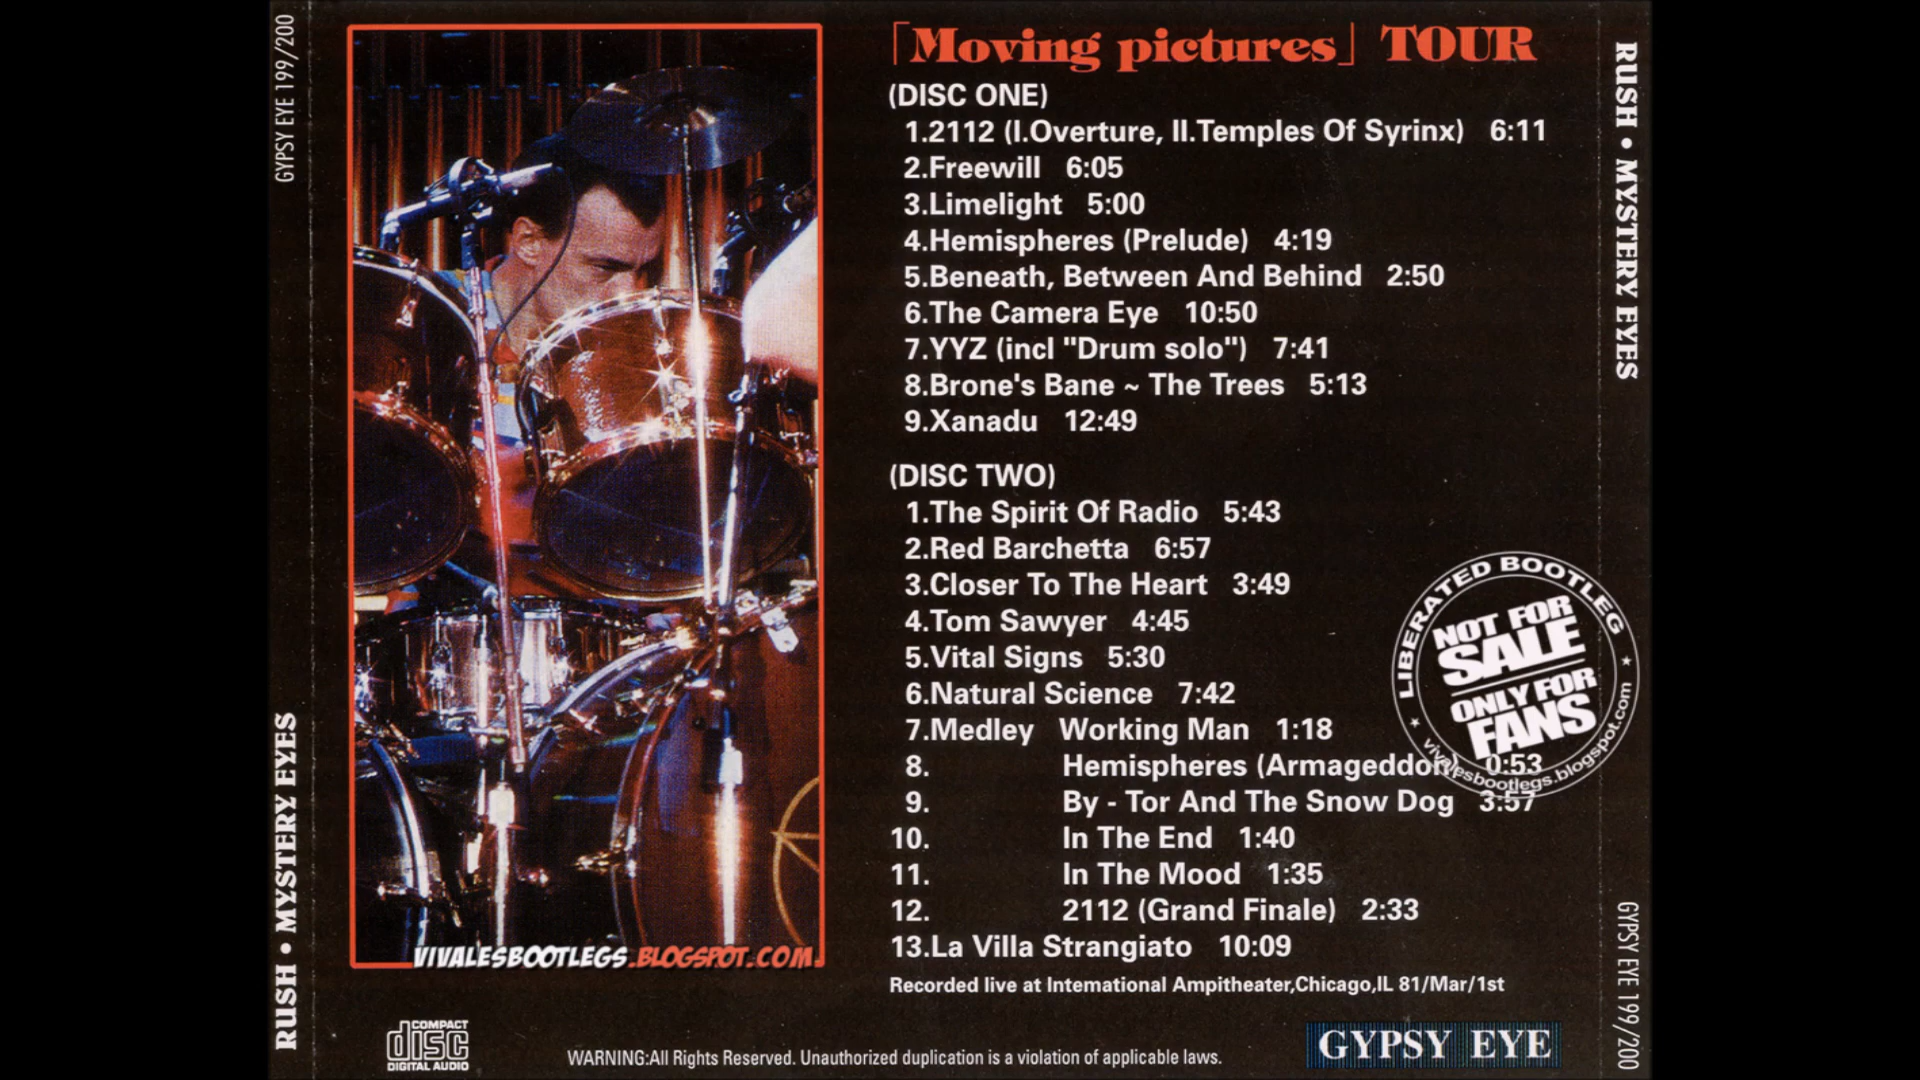 「Moving pictures」 TOUR
(DISC ONE)
1.2112 (I.Overture, II.Temples Of Syrinx) 6:11
2.Freewill 6:05
3.Limelight 5:00
4.Hemispheres (Prelude) 4:19
5.Beneath, Between And Behind 2:50
6.The Camera Eye 10:50
7.YYZ (incl "Drum solo") 7:41
8.Brone's Bane ~ The Trees 5:13
9.Xanadu 12:49
(DISC TWO)
1.The Spirit Of Radio 5:43
2.Red Barchetta 6:57
3.Closer To The Heart 3:49
4.Tom Sawyer 4:45
5.Vital Signs 5:30
6.Natural Science 7:42
7.Medley Working Man 1:18
8. Hemispheres (Armageddon) 0:53
9. By - Tor And The Snow Dog 3:57
10. In The End 1:40
11. In The Mood 1:35
12. 2112 (Grand Finale) 2:33
13.La Villa Strangiato 10:09
Recorded live at International Ampitheater,Chicago,IL 81/Mar/1st
GYPSY EYE
WARNING:All Rights Reserved. Unauthorized duplication is a violation of applicable laws.
COMPACT
disc
DIGITAL AUDIO
VIVALESBOOTLEGS.BLOGSPOT.COM
LIBERATED BOOTLEG
NOT FOR
SALE
ONLY FOR
FANS
vivalesbootlegs.blogspot.com
GYPSY EYE 199/200
RUSH • MYSTERY EYES
RUSH • MYSTERY EYES
GYPSY EYE 199/200